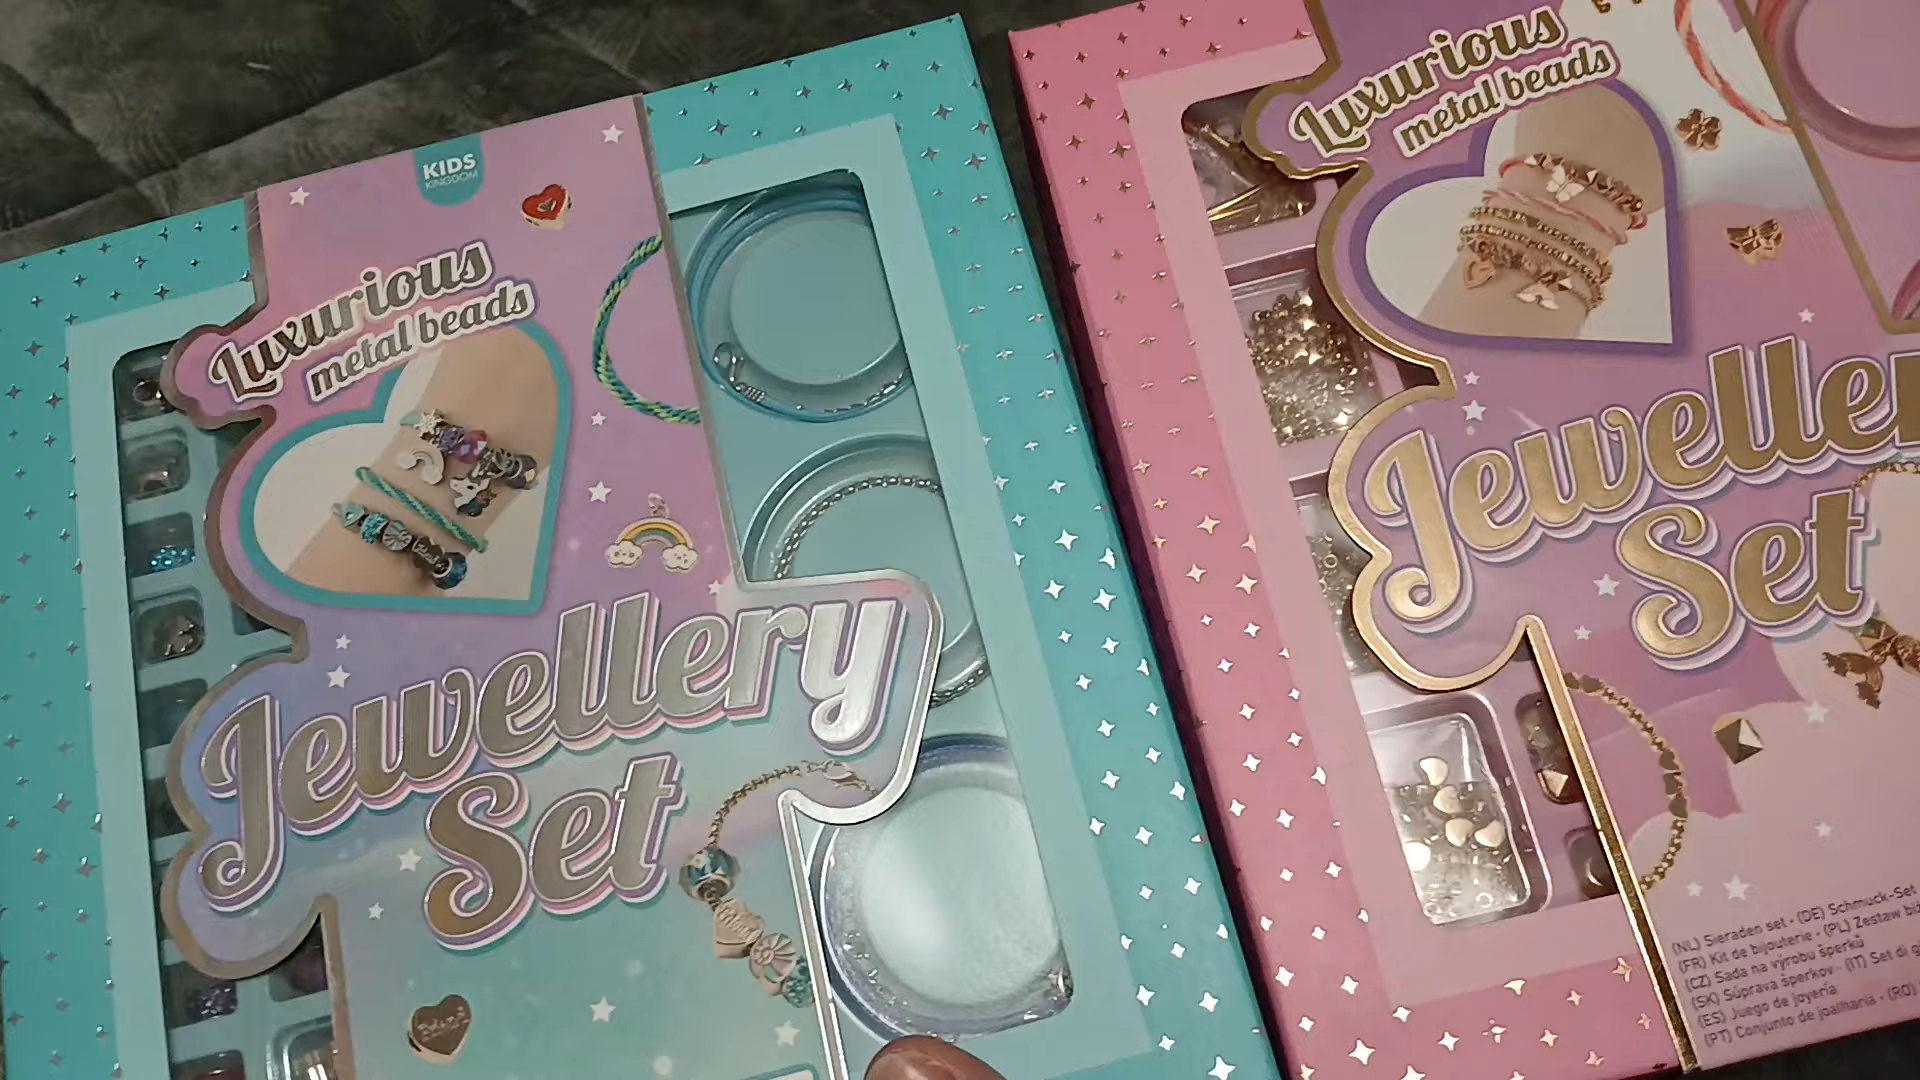 KIDS
KINGDOM
Luxurious
metal beads
Jewellery
Set
Luxurious
metal beads
Jeweller
Set
(NL) Sieraden set - (DE) Schmuck-Set
(FR) Kit de bijouterie - (PL) Zestaw
(CZ) Sada na výrobu šperků
(SK) Súprava šperkov - (IT) Set di
(ES) Juego de joyería
(PT) Conjunto de joalharia - (RO)